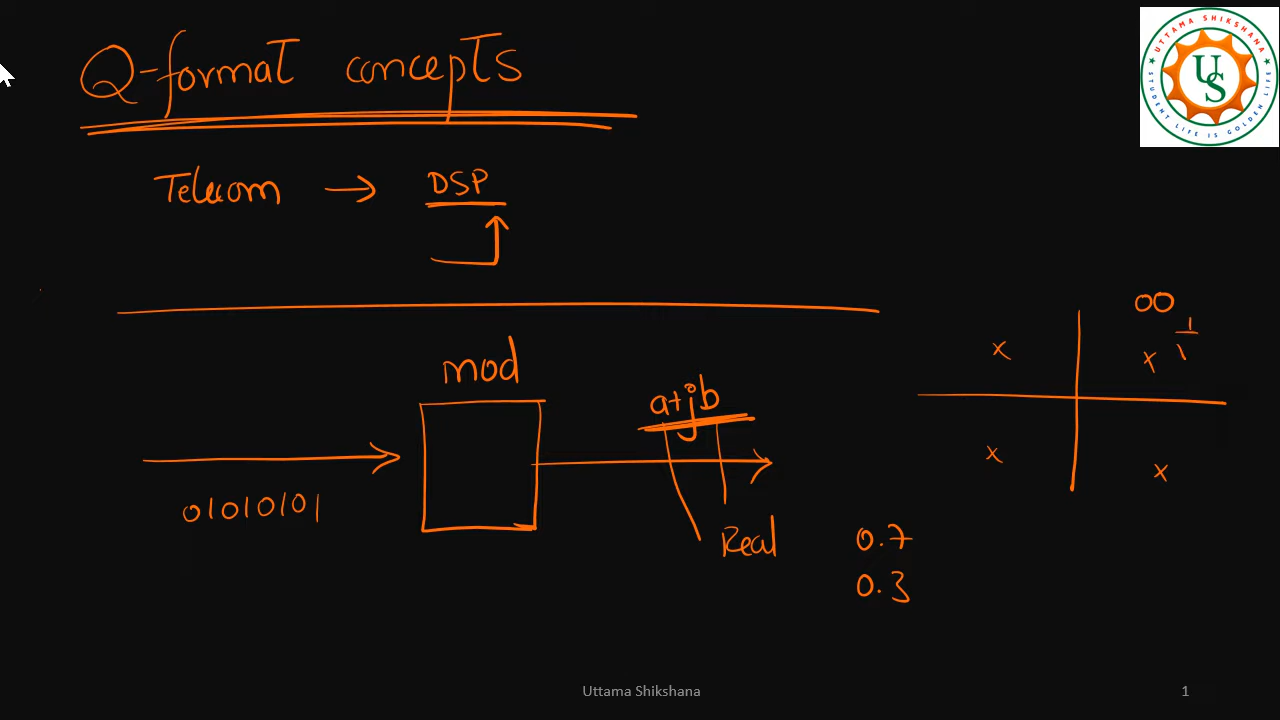 Q-format concepts
UTTAMA SHIKSHANA
US
STUDENT LIFE IS GOLDEN LIFE
Telecom → DSP
mod
a+jb
01010101
Real
0.7
0.3
00
1
x
x 1
x
x
Uttama Shikshana
1